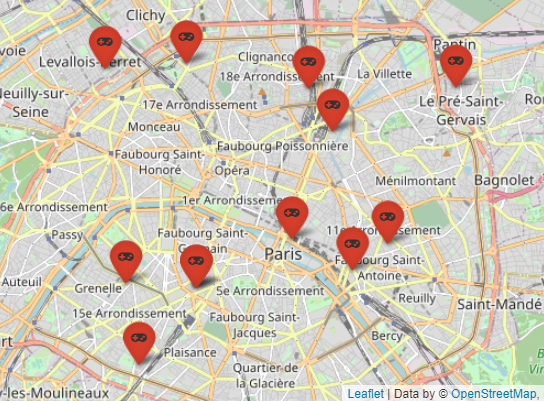 Clichy
Levallois-Perret
Clignanco
Pantin
18e Arrondissement
La Villette
Neuilly-sur-
Seine
17e Arrondissement
Le Pré-Saint-
Gervais
Monceau
Faubourg Poissonnière
Faubourg Saint-
Honoré
Opéra
Ménilmontant
Bagnolet
6e Arrondissement
1er Arrondissement
Passy
Faubourg Saint-
Germain
11e Arrondissement
Paris
Faubourg Saint-
Antoine
Auteuil
Grenelle
5e Arrondissement
Reuilly
Saint-Mandé
15e Arrondissement
Faubourg Saint-
Jacques
Bercy
Plaisance
Quartier de
la Glacière
y-les-Moulineaux
Leaflet | Data by © OpenStreetMap,